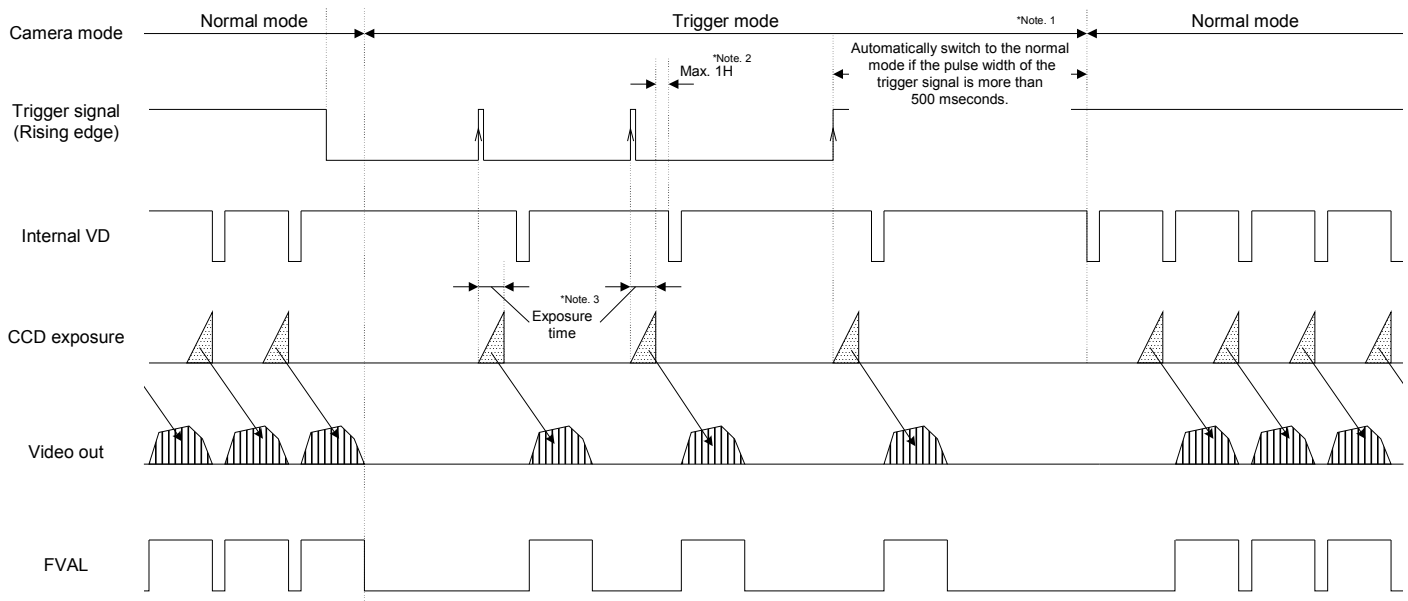 Normal mode
Trigger mode
*Note. 1
Normal mode
Camera mode
*Note. 2
Max. 1H
Automatically switch to the normal
mode if the pulse width of the
trigger signal is more than
500 mseconds.
Trigger signal
(Rising edge)
Internal VD
*Note. 3
Exposure
time
CCD exposure
Video out
FVAL